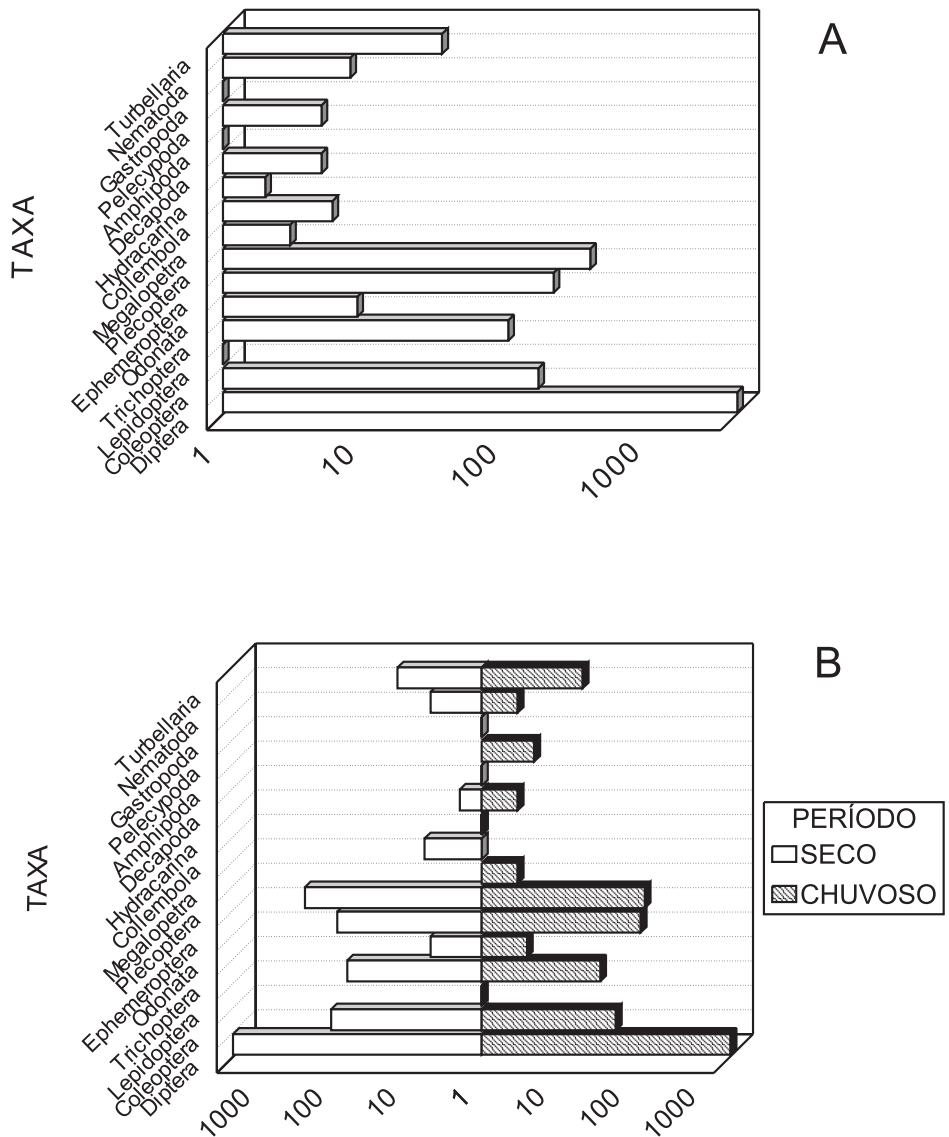 A
TAXA
Turbellaria
Nematoda
Gastropoda
Pelecypoda
Amphipoda
Decapoda
Hydracarina
Collembola
Megalopetra
Plecoptera
Ephemeroptera
Odonata
Trichoptera
Lepidoptera
Coleoptera
Diptera
1 10 100 1000
B
TAXA
Turbellaria
Nematoda
Gastropoda
Pelecypoda
Amphipoda
Decapoda
Hydracarina
Collembola
Megalopetra
Plecoptera
Ephemeroptera
Odonata
Trichoptera
Lepidoptera
Coleoptera
Diptera
1000 100 10 1 10 100 1000
PERÍODO
SECO
CHUVOSO